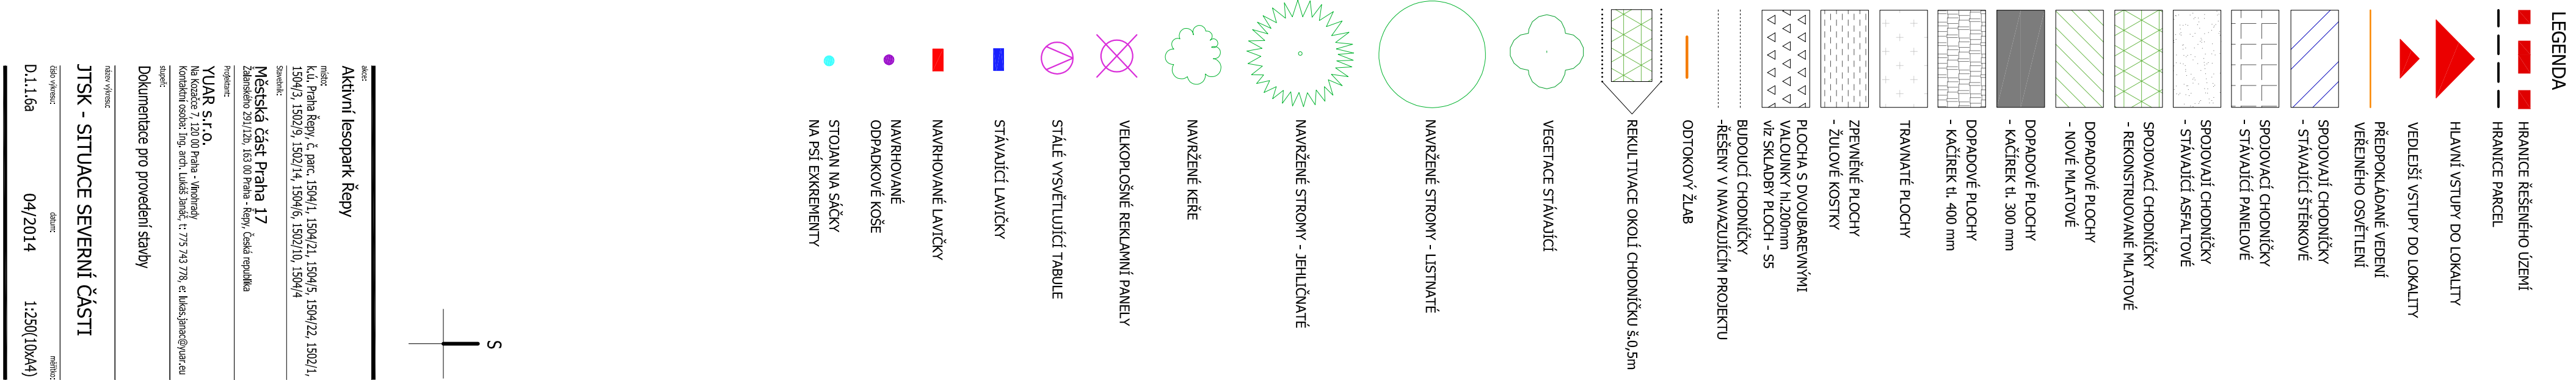 LEGENDA
HRANICE ŘEŠENÉHO ÚZEMÍ
HRANICE PARCEL
HLAVNÍ VSTUPY DO LOKALITY
VEDLEJŠÍ VSTUPY DO LOKALITY
PŘEDPOKLÁDANÉ VEDENÍ
VEŘEJNÉHO OSVĚTLENÍ
SPOJOVAJÍ CHODNÍČKY
- STÁVAJÍCÍ ŠTĚRKOVÉ
SPOJOVACÍ CHODNÍČKY
- STÁVAJÍCÍ PANELOVÉ
SPOJOVAJÍ CHODNÍČKY
- STÁVAJÍCÍ ASFALTOVÉ
SPOJOVACÍ CHODNÍČKY
- REKONSTRUOVANÉ MLATOVÉ
DOPADOVÉ PLOCHY
- NOVÉ MLATOVÉ
DOPADOVÉ PLOCHY
- KAČÍREK tl. 300 mm
DOPADOVÉ PLOCHY
- KAČÍREK tl. 400 mm
TRAVNATÉ PLOCHY
ZPEVNĚNÉ PLOCHY
- ŽULOVÉ KOSTKY
PLOCHA S DVOUBAREVNÝMI
VALOUNKY hl.200mm
viz SKLADBY PLOCH - S5
BUDOUCÍ CHODNÍČKY
-ŘEŠENY V NAVAZUJÍCÍM PROJEKTU
ODTOKOVÝ ŽLAB
REKULTIVACE OKOLÍ CHODNÍČKU š.0,5m
VEGETACE STÁVAJÍCÍ
NAVRŽENÉ STROMY - LISTNATÉ
NAVRŽENÉ STROMY - JEHLIČNATÉ
NAVRŽENÉ KEŘE
VELKOPLOŠNÉ REKLAMNÍ PANELY
STÁLÉ VYSVĚTLUJÍCÍ TABULE
STÁVAJÍCÍ LAVIČKY
NAVRHOVANÉ LAVIČKY
NAVRHOVANÉ
ODPADKOVÉ KOŠE
STOJAN NA SÁČKY
NA PSÍ EXKREMENTY
S
akce:
Aktivní lesopark Řepy
místo:
k.ú. Praha Řepy, č. parc. 1504/1, 1504/21, 1504/5, 1504/22, 1502/1,
1504/3, 1502/9, 1502/14, 1504/6, 1502/10, 1504/4
Stavebník:
Městská část Praha 17
Žalanského 291/12b, 163 00 Praha - Řepy, Česká republika
Projektant:
YUAR s.r.o.
Na Kozačce 7, 120 00 Praha - Vinohrady
Kontaktní osoba: Ing. arch. Lukáš Janáč, t: 775 743 778, e: lukas.janac@yuar.eu
stupeň:
Dokumentace pro provedení stavby
název výkresu:
JTSK - SITUACE SEVERNÍ ČÁSTI
číslo výkresu: datum: měřítko:
D.1.1.6a 04/2014 1:250(10xA4)